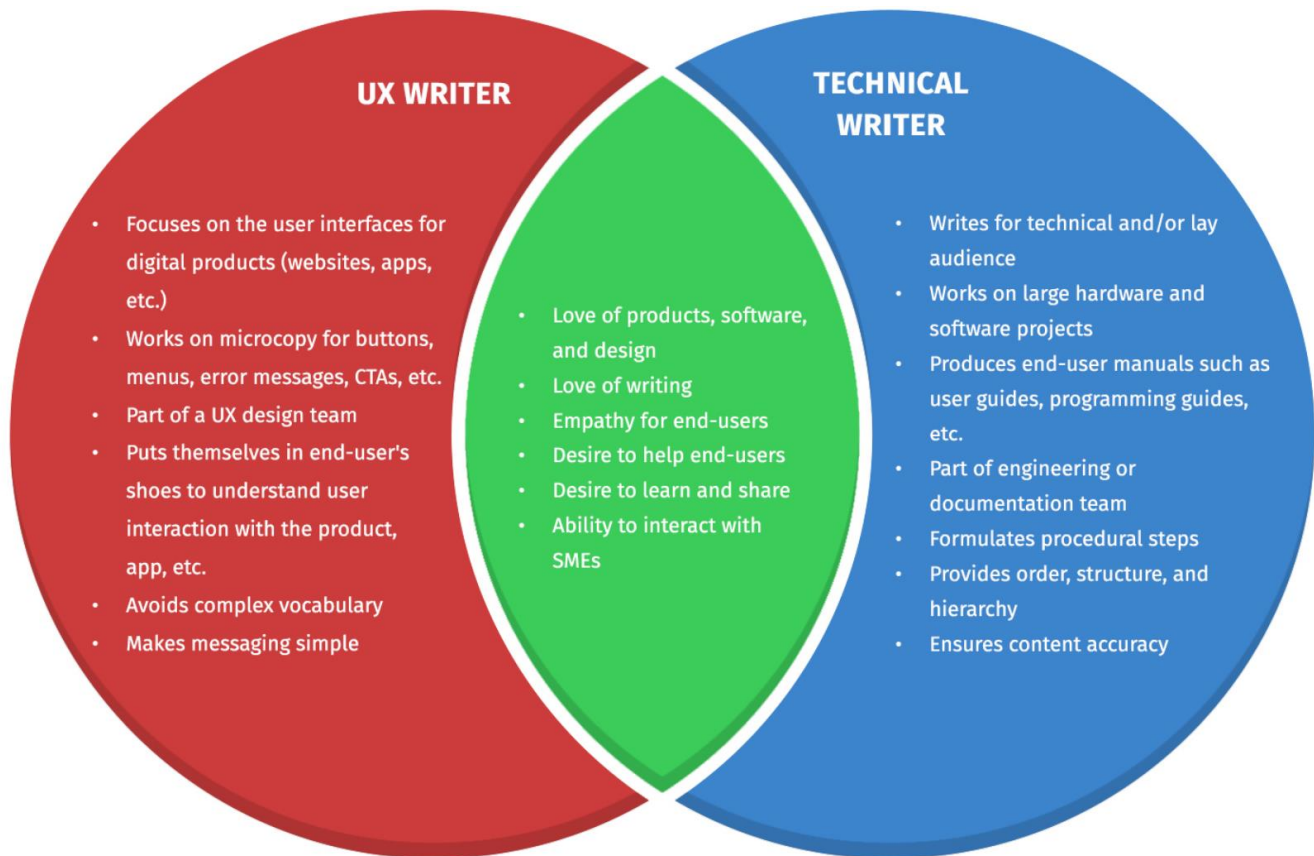 UX WRITER
• Focuses on the user interfaces for
digital products (websites, apps,
etc.)
• Works on microcopy for buttons,
menus, error messages, CTAs, etc.
• Part of a UX design team
• Puts themselves in end-user's
shoes to understand user
interaction with the product,
app, etc.
• Avoids complex vocabulary
• Makes messaging simple
• Love of products, software,
and design
• Love of writing
• Empathy for end-users
• Desire to help end-users
• Desire to learn and share
• Ability to interact with
SMEs
TECHNICAL
WRITER
• Writes for technical and/or lay
audience
• Works on large hardware and
software projects
• Produces end-user manuals such as
user guides, programming guides,
etc.
• Part of engineering or
documentation team
• Formulates procedural steps
• Provides order, structure, and
hierarchy
• Ensures content accuracy